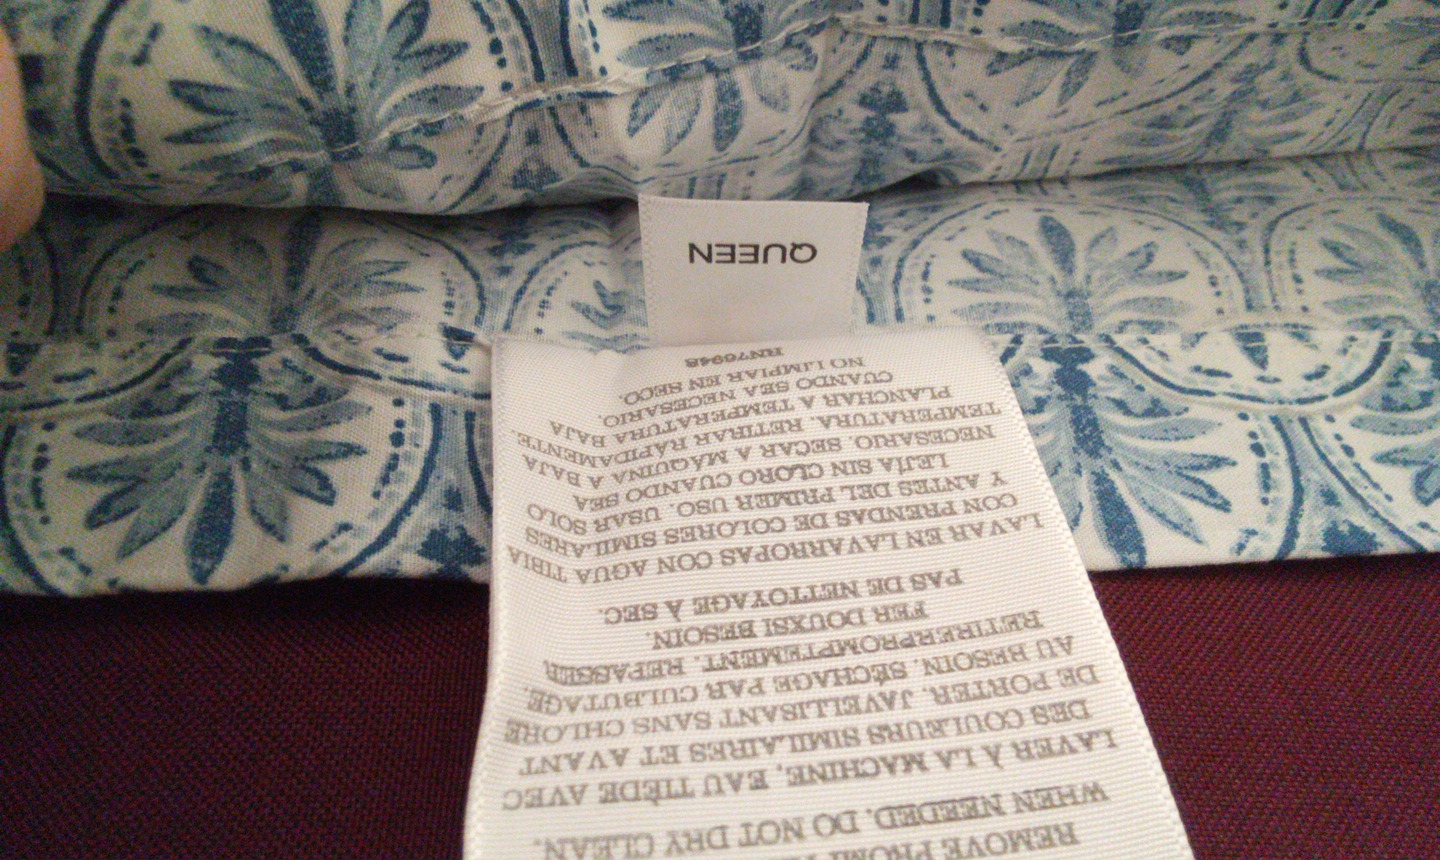 REMOVE
WHEN NEEDED. DO NOT DRY CLEAN.
LAVER À LA MACHINE, EAU TIÈDE AVEC
DES COULEURS SIMILAIRES ET AVANT
DE PORTER. JAVELLISANT SANS CHLORE
AU BESOIN. SÉCHAGE PAR CULBUTAGE,
RETIRERPROMPTEMENT. REPASSER
FER DOUXSI BESOIN.
PAS DE NETTOYAGE À SEC.
LAVAR EN LAVARROPAS CON AGUA TIBIA
CON PRENDAS DE COLORES SIMILARES
Y ANTES DEL PRIMER USO. USAR SOLO
LEJÍA SIN CLORO CUANDO SEA
NECESARIO. SECAR A MÁQUINA A BAJA
TEMPERATURA. RETIRAR RÁPIDAMENTE.
PLANCHAR A TEMPERATURA BAJA
CUANDO SEA NECESARIO.
NO LIMPIAR EN SECO.
RN76948
QUEEN